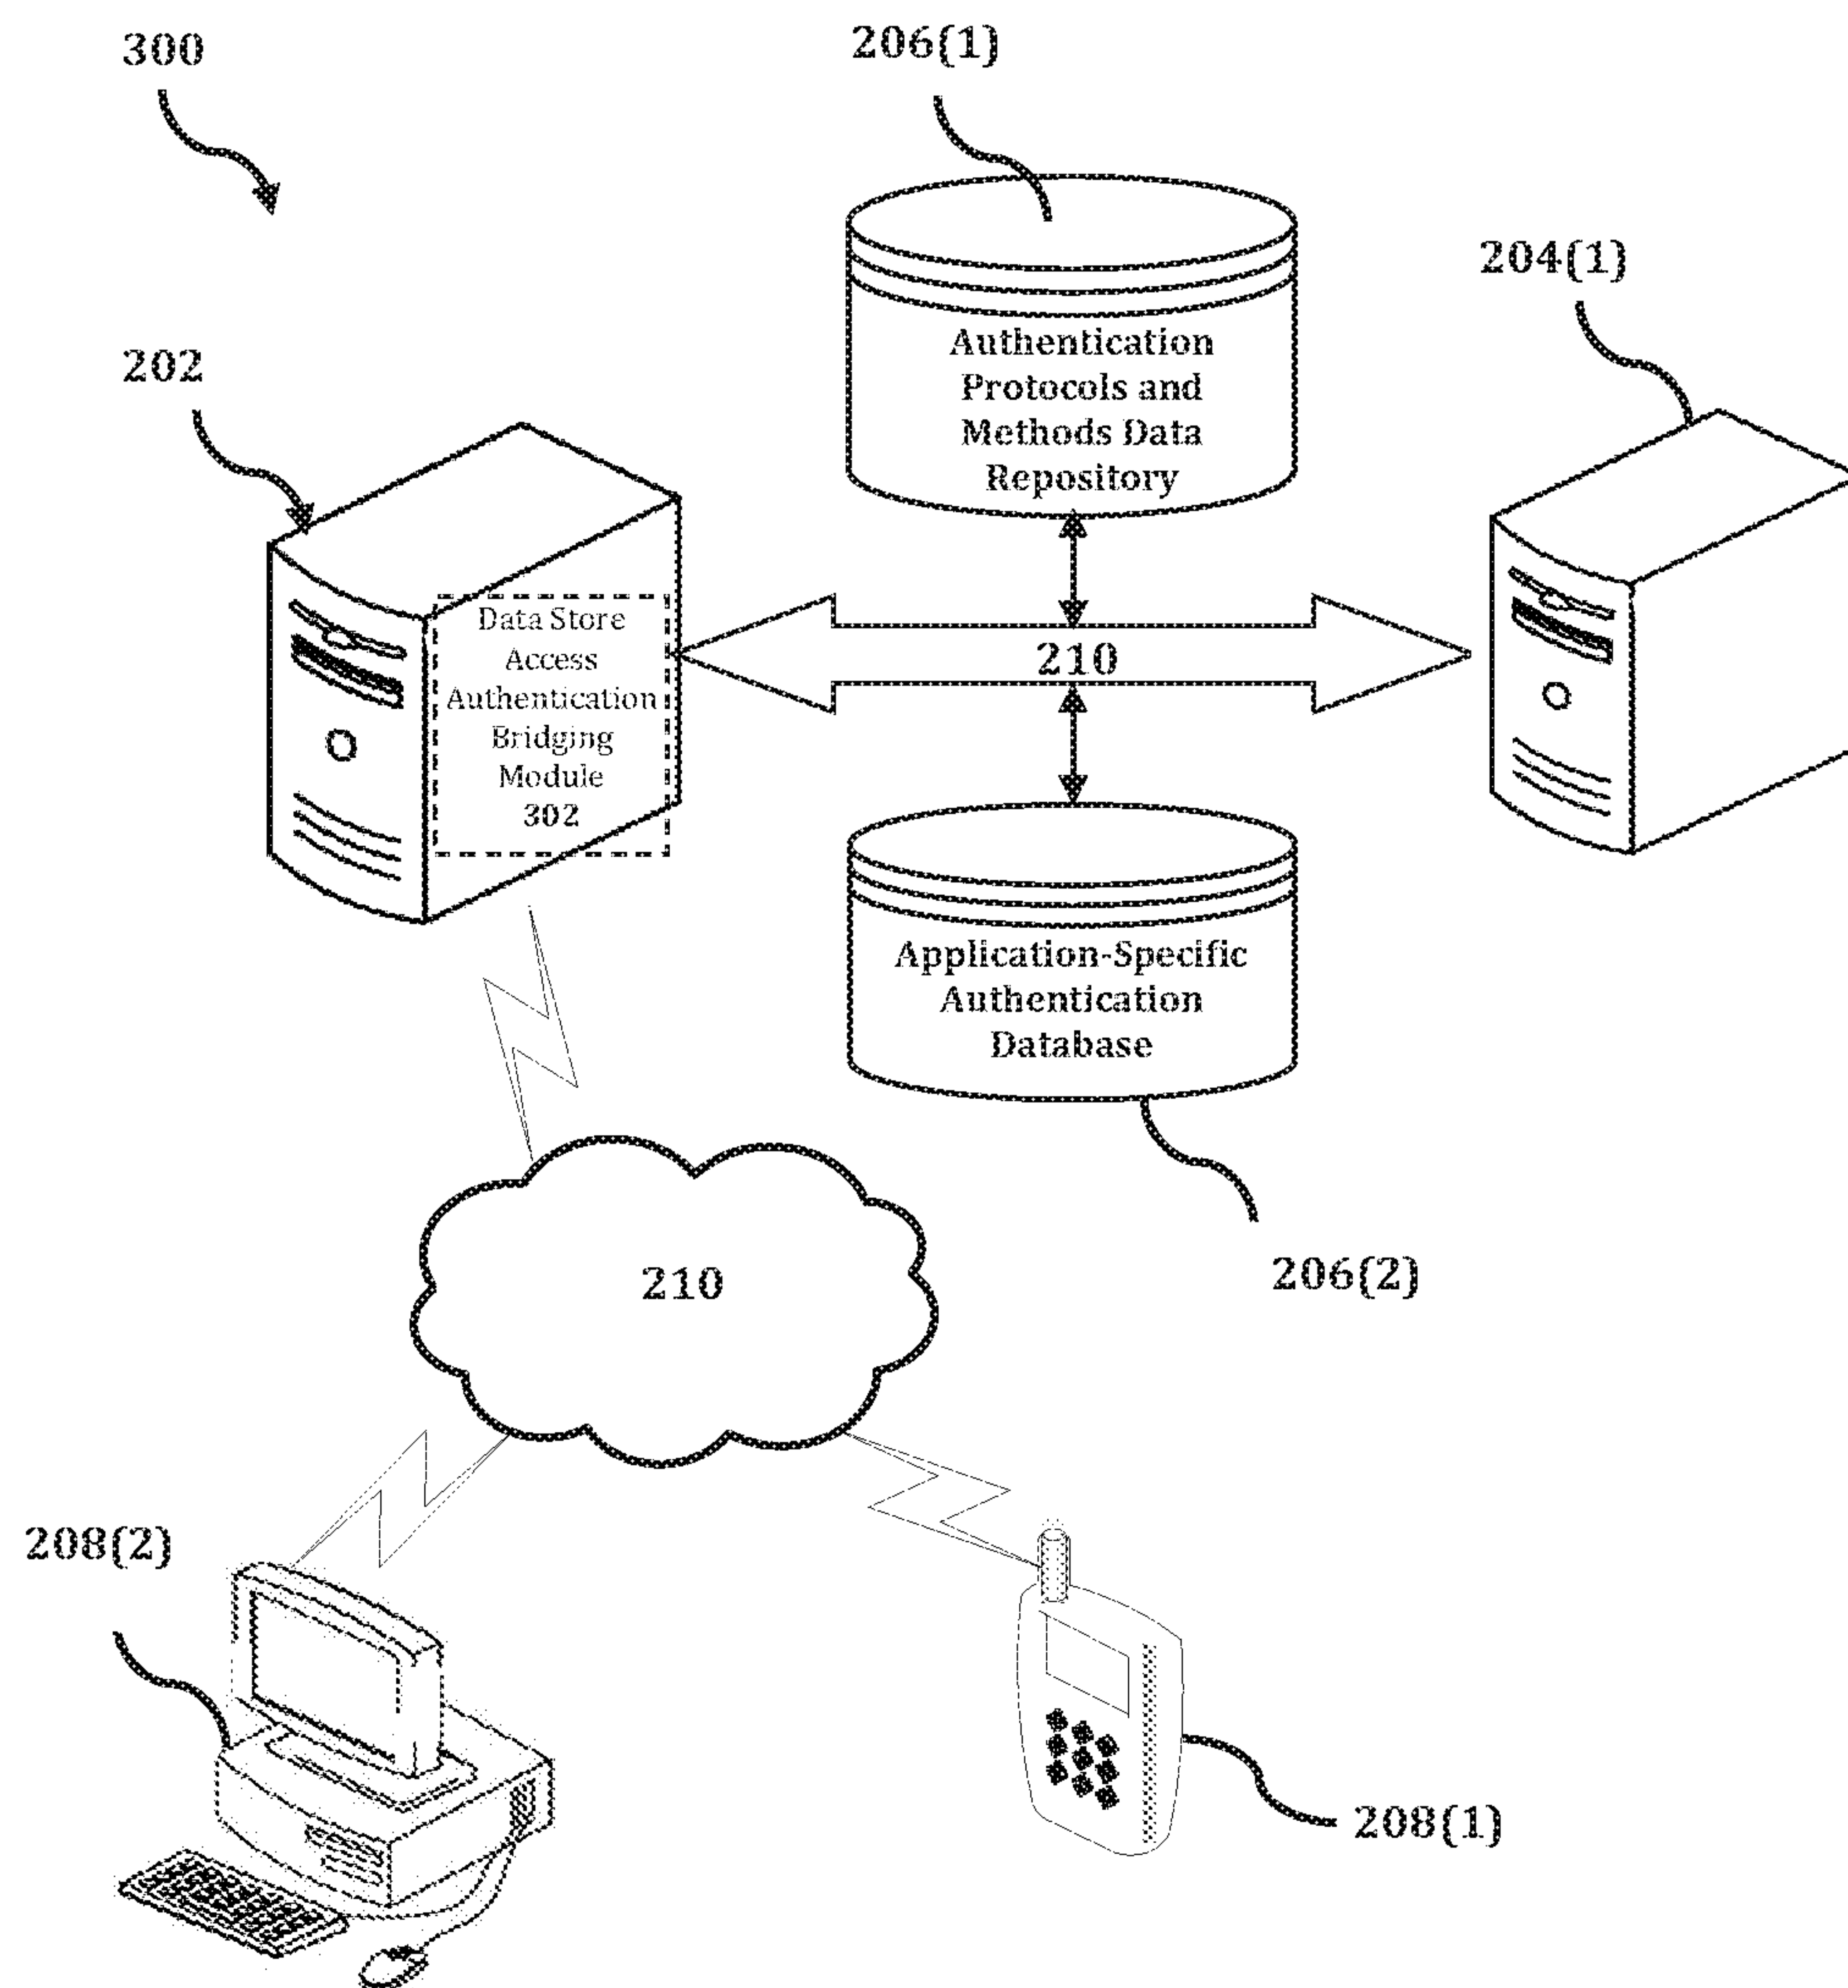 300
206(1)
204(1)
202
Authentication
Protocols and
Methods Data
Repository
Data Store
Access
Authentication
Bridging
Module
302
210
Application-Specific
Authentication
Database
206(2)
210
208(2)
208(1)